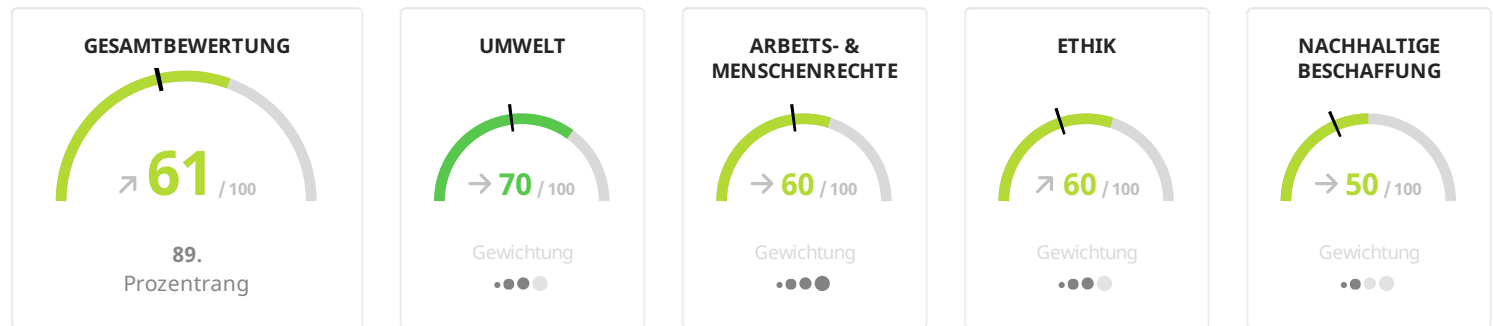 GESAMTBEWERTUNG
61 / 100
89.
Prozentrang
UMWELT
70 / 100
Gewichtung
ARBEITS- &
MENSCHENRECHTE
60 / 100
Gewichtung
ETHIK
60 / 100
Gewichtung
NACHHALTIGE
BESCHAFFUNG
50 / 100
Gewichtung